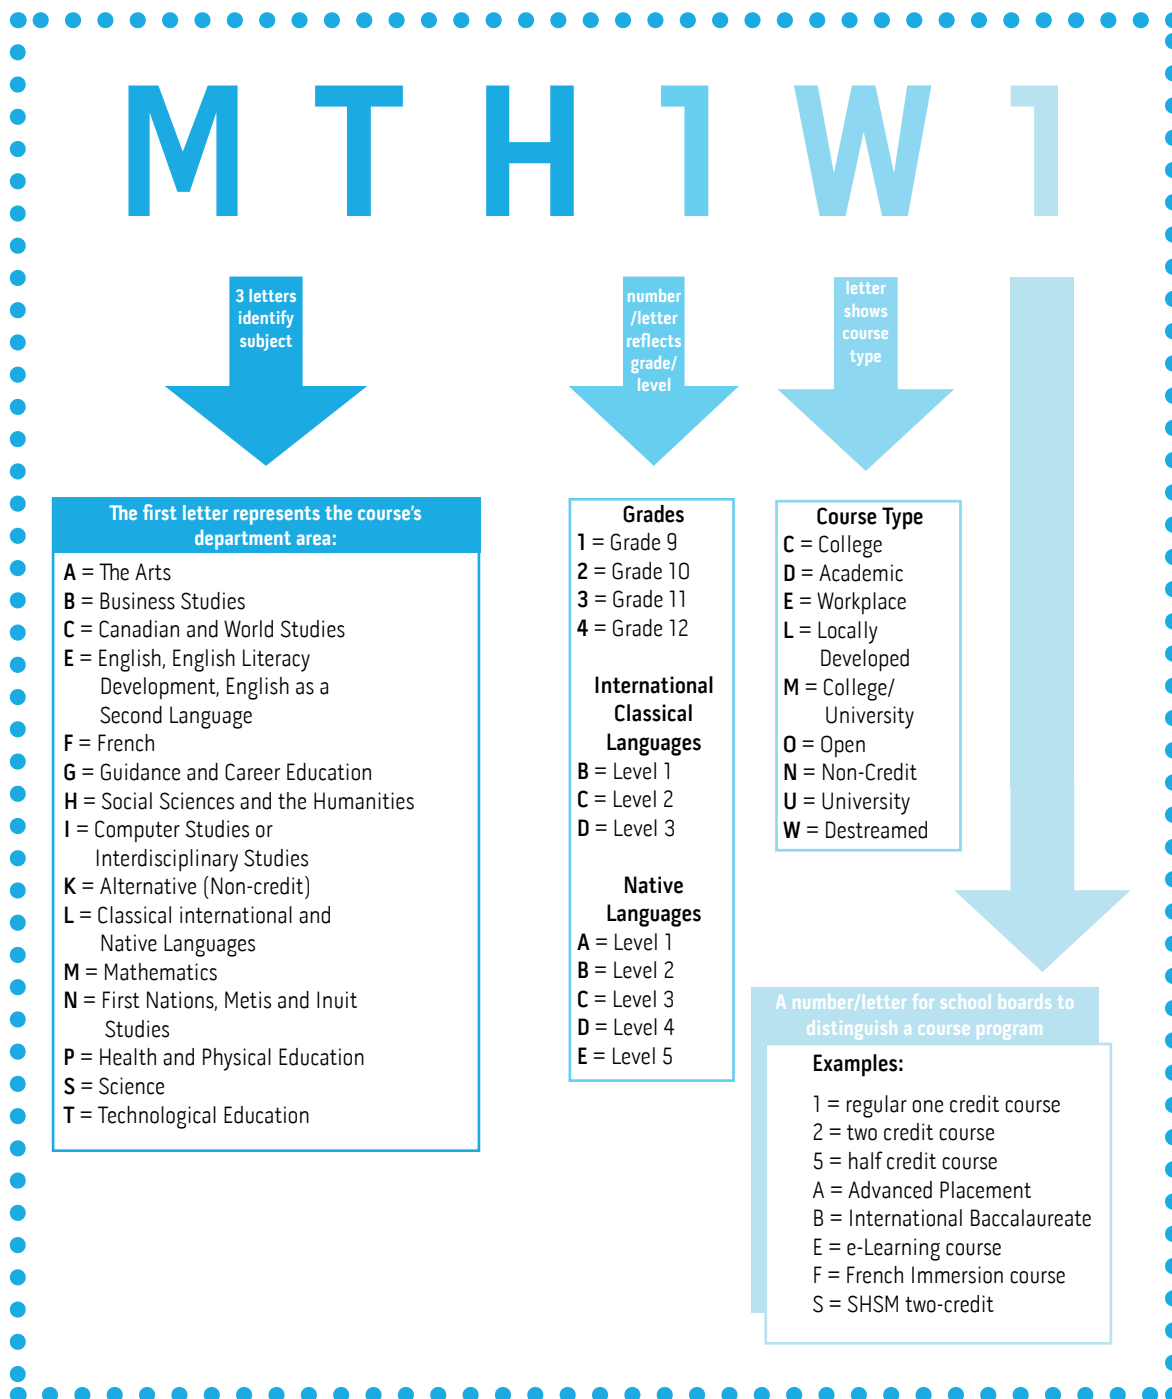 M T H 1 W 1
3 letters
identify
subject
number
/letter
reflects
grade/
level
letter
shows
course
type
The first letter represents the course's
department area:
A = The Arts
B = Business Studies
C = Canadian and World Studies
E = English, English Literacy
Development, English as a
Second Language
F = French
G = Guidance and Career Education
H = Social Sciences and the Humanities
I = Computer Studies or
Interdisciplinary Studies
K = Alternative (Non-credit)
L = Classical international and
Native Languages
M = Mathematics
N = First Nations, Metis and Inuit
Studies
P = Health and Physical Education
S = Science
T = Technological Education
Grades
1 = Grade 9
2 = Grade 10
3 = Grade 11
4 = Grade 12
International
Classical
Languages
B = Level 1
C = Level 2
D = Level 3
Native
Languages
A = Level 1
B = Level 2
C = Level 3
D = Level 4
E = Level 5
Course Type
C = College
D = Academic
E = Workplace
L = Locally
Developed
M = College/
University
O = Open
N = Non-Credit
U = University
W = Destreamed
A number/letter for school boards to
distinguish a course program
Examples:
1 = regular one credit course
2 = two credit course
5 = half credit course
A = Advanced Placement
B = International Baccalaureate
E = e-Learning course
F = French Immersion course
S = SHSM two-credit